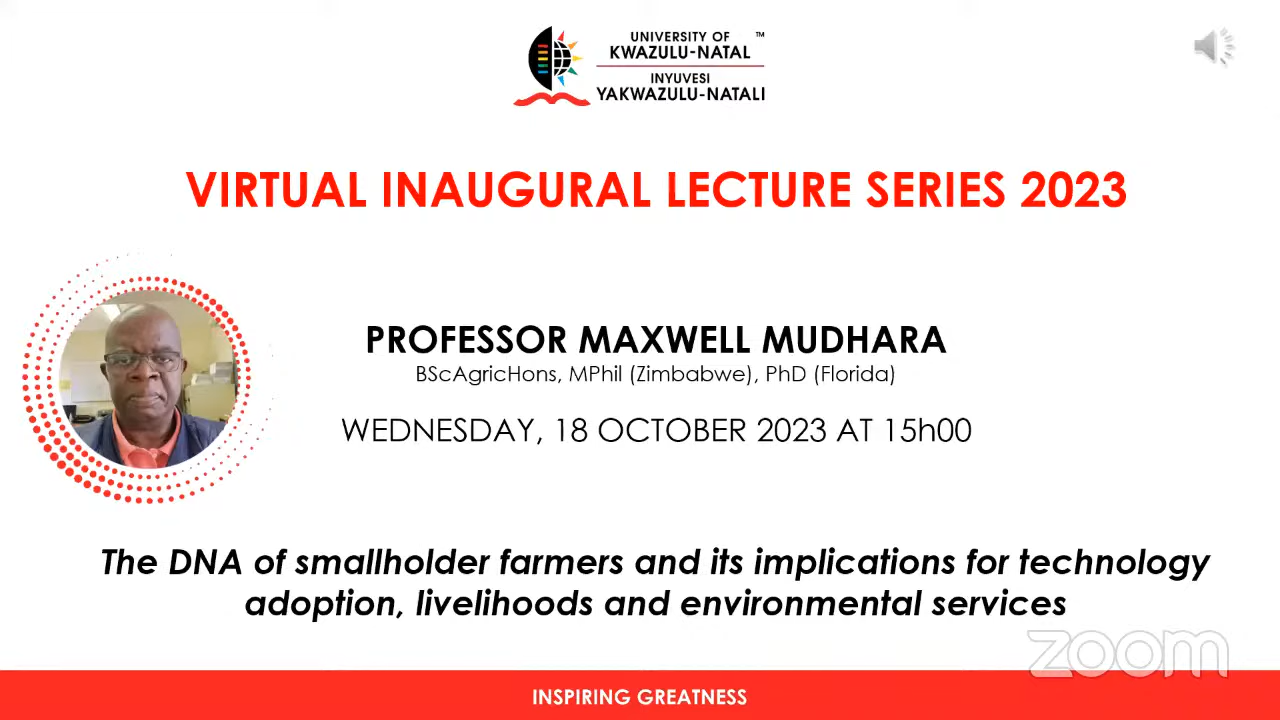 UNIVERSITY OF ™
KWAZULU-NATAL
INYUVESI
YAKWAZULU-NATALI
VIRTUAL INAUGURAL LECTURE SERIES 2023
PROFESSOR MAXWELL MUDHARA
BScAgricHons, MPhil (Zimbabwe), PhD (Florida)
WEDNESDAY, 18 OCTOBER 2023 AT 15h00
The DNA of smallholder farmers and its implications for technology
adoption, livelihoods and environmental services
zoom
INSPIRING GREATNESS